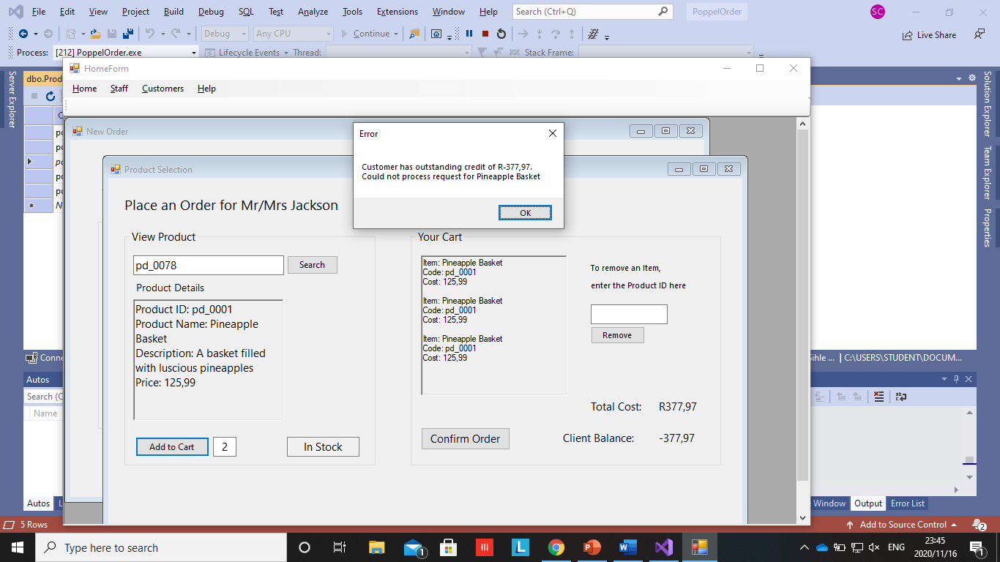 File Edit View Project Build Debug SQL Test Analyze Tools Extensions Window Help Search (Ctrl+Q) PoppelOrder SC
Debug Any CPU Continue Live Share
Process: [212] PoppelOrder.exe Lifecycle Events Thread: Stack Frame:
HomeForm
Home Staff Customers Help
Server Explorer
dbo.Prod
New Order
Product Selection
Error
Customer has outstanding credit of R-377,97.
Could not process request for Pineapple Basket
OK
Place an Order for Mr/Mrs Jackson
View Product
pd_0078 Search
Product Details
Product ID: pd_0001
Product Name: Pineapple
Basket
Description: A basket filled
with luscious pineapples
Price: 125,99
Add to Cart 2 In Stock
Your Cart
Item: Pineapple Basket
Code: pd_0001
Cost: 125,99
Item: Pineapple Basket
Code: pd_0001
Cost: 125,99
Item: Pineapple Basket
Code: pd_0001
Cost: 125,99
To remove an Item,
enter the Product ID here
Remove
Total Cost: R377,97
Confirm Order Client Balance: -377,97
Solution Explorer
Team Explorer
Properties
Conne
ihle ... | C:\USERS\STUDENT\DOCUM...
Autos
Search (C
Name
Autos L
Window Output Error List
5 Rows Add to Source Control 2
Type here to search 1 ENG 23:45
2020/11/16 1